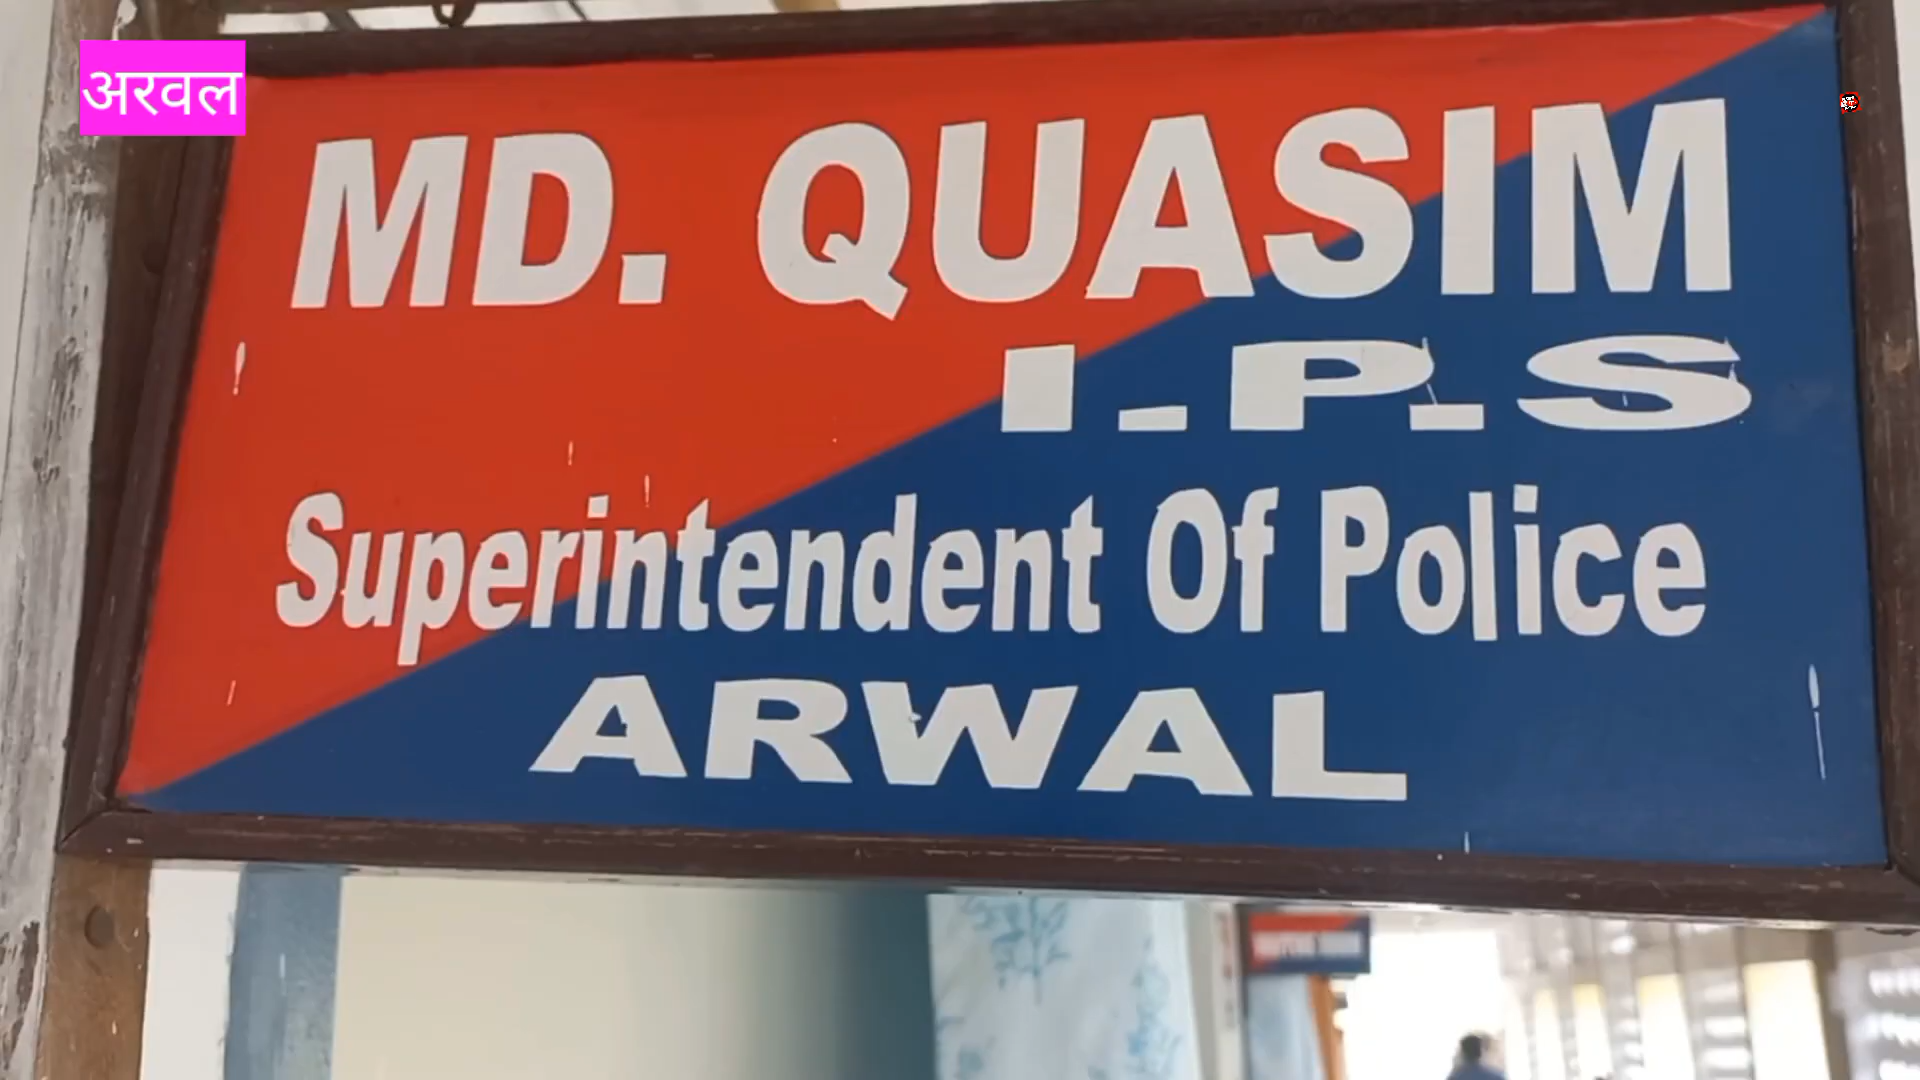 अरवल
MD. QUASIM
I.P.S
Superintendent Of Police
ARWAL